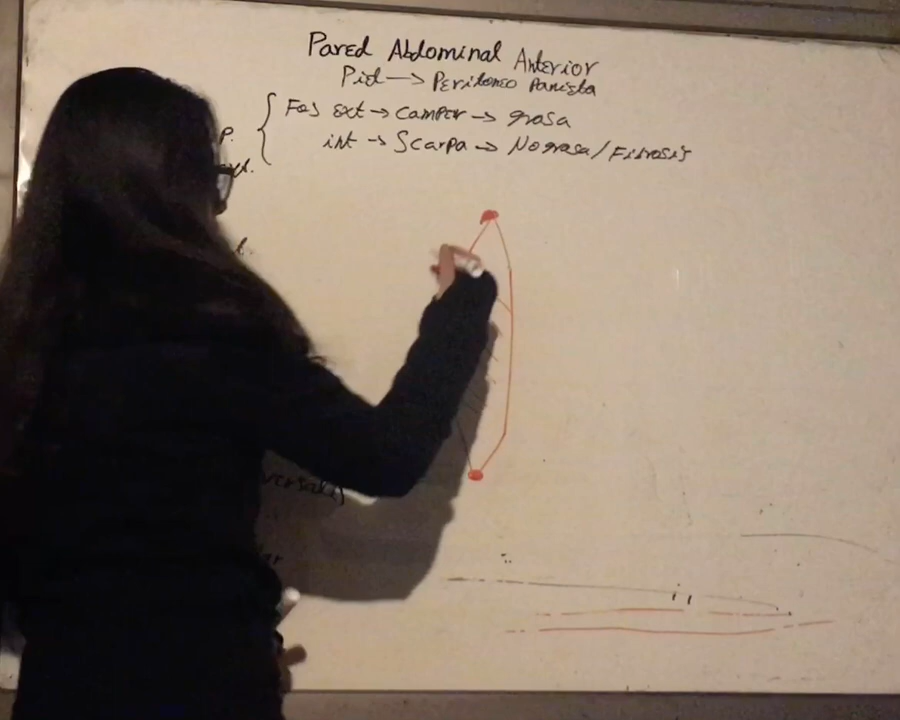 Pared Abdominal Anterior
Piel → Peritoneo Parietal
P. { Fas ext → Camper → grasa
int → Scarpa → No grasa / Fibrosis